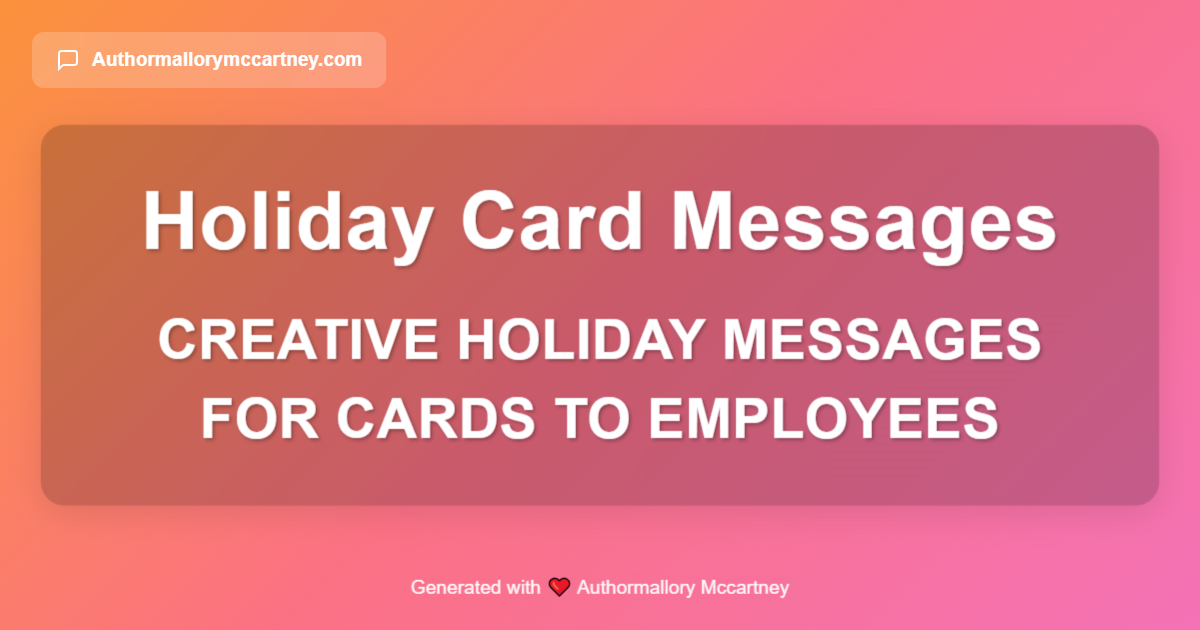 Authormallorymccartney.com
Holiday Card Messages
CREATIVE HOLIDAY MESSAGES
FOR CARDS TO EMPLOYEES
Generated with ❤️ Authormallory Mccartney